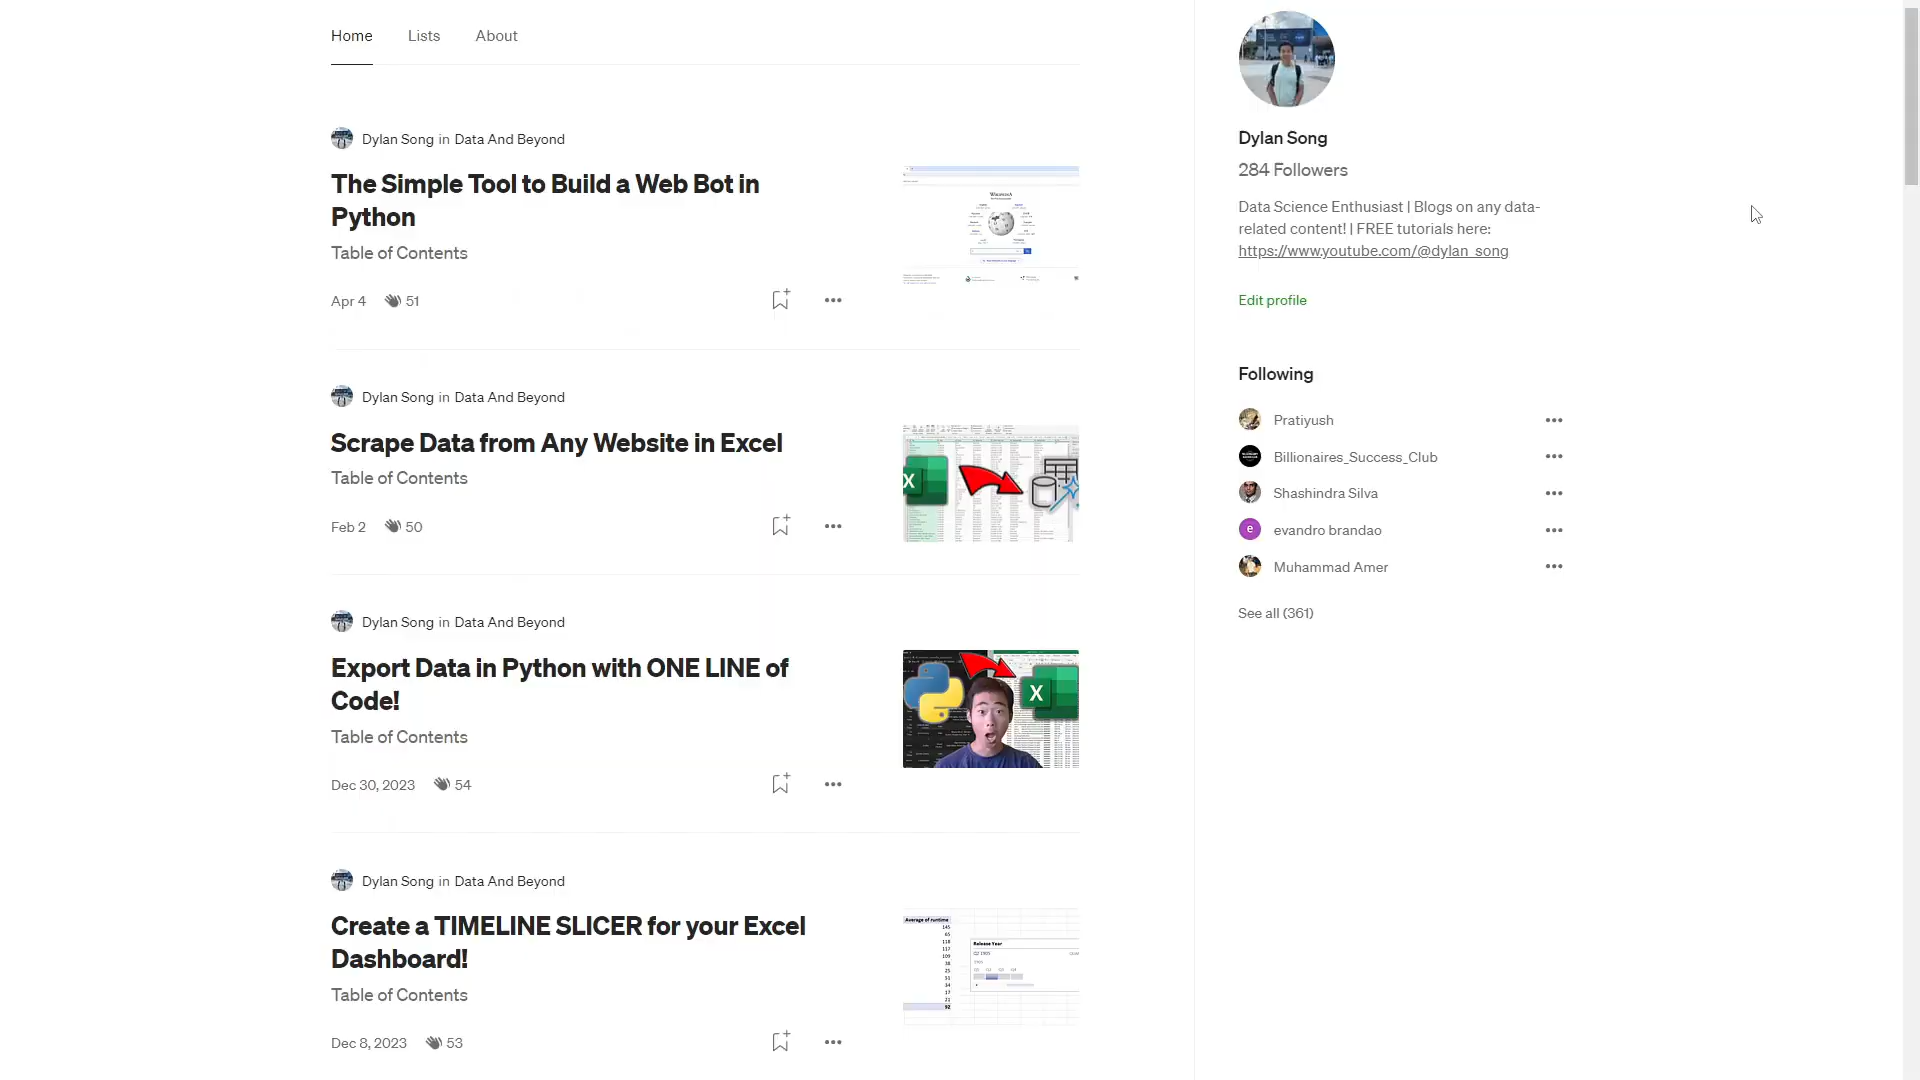 Home Lists About
Dylan Song in Data And Beyond
The Simple Tool to Build a Web Bot in
Python
Table of Contents
Apr 4 51
Dylan Song in Data And Beyond
Scrape Data from Any Website in Excel
Table of Contents
Feb 2 50
Dylan Song in Data And Beyond
Export Data in Python with ONE LINE of
Code!
Table of Contents
Dec 30, 2023 54
Dylan Song in Data And Beyond
Create a TIMELINE SLICER for your Excel
Dashboard!
Table of Contents
Dec 8, 2023 53
Average of runtime
Release Year
Dylan Song
284 Followers
Data Science Enthusiast | Blogs on any data-
related content! | FREE tutorials here:
https://www.youtube.com/@dylan_song
Edit profile
Following
Pratiyush
Billionaires_Success_Club
Shashindra Silva
e evandro brandao
Muhammad Amer
See all (361)